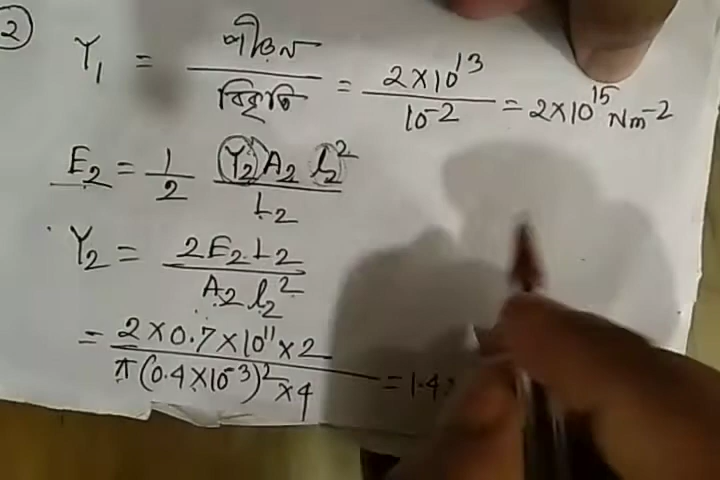 2
Y₁ = পীড়ন / বিকৃতি = 2×10¹³ / 10⁻² = 2×10¹⁵ Nm⁻²
E₂ = 1/2 Y₂A₂l₂² / L₂
Y₂ = 2E₂L₂ / A₂l₂²
= 2×0.7×10¹¹×2 / π(0.4×10⁻³)²×4 = 1.4